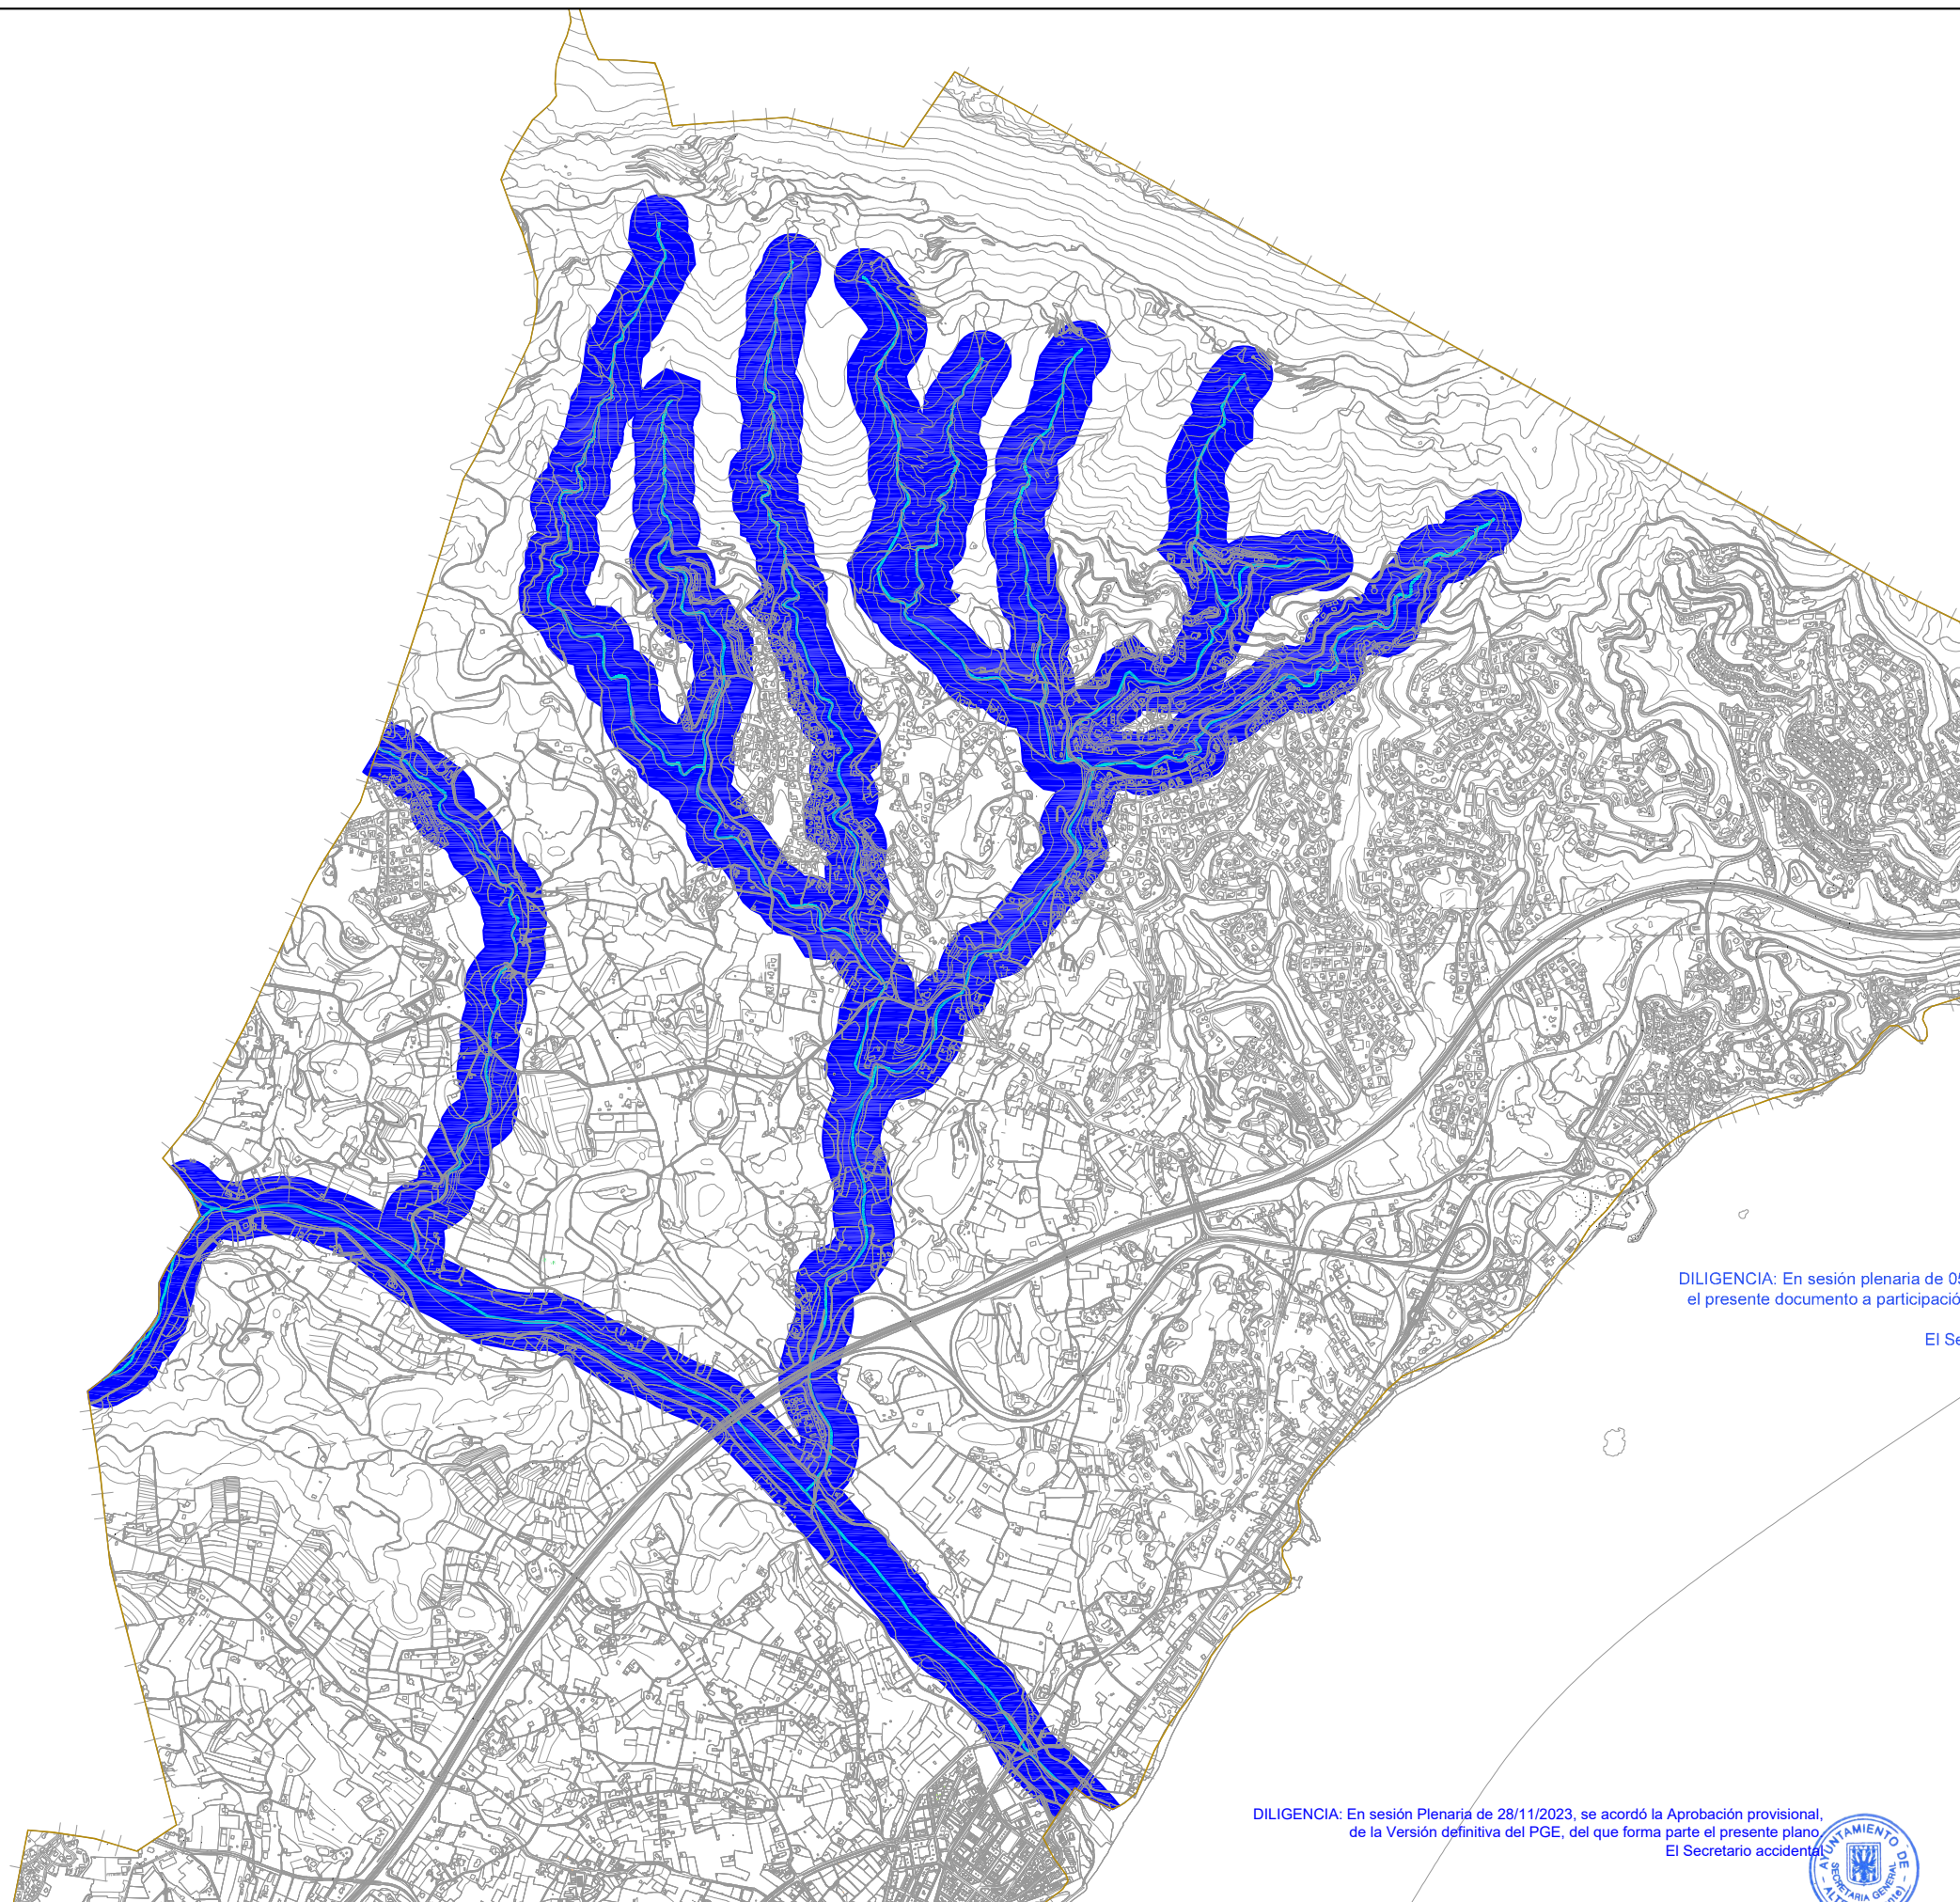 DILIGENCIA: En sesión plenaria de 05
el presente documento a participació
El Se
DILIGENCIA: En sesión Plenaria de 28/11/2023, se acordó la Aprobación provisional,
de la Versión definitiva del PGE, del que forma parte el presente plano.
El Secretario accidental
AYUNTAMIENTO DE
SECRETARIA GENERAL